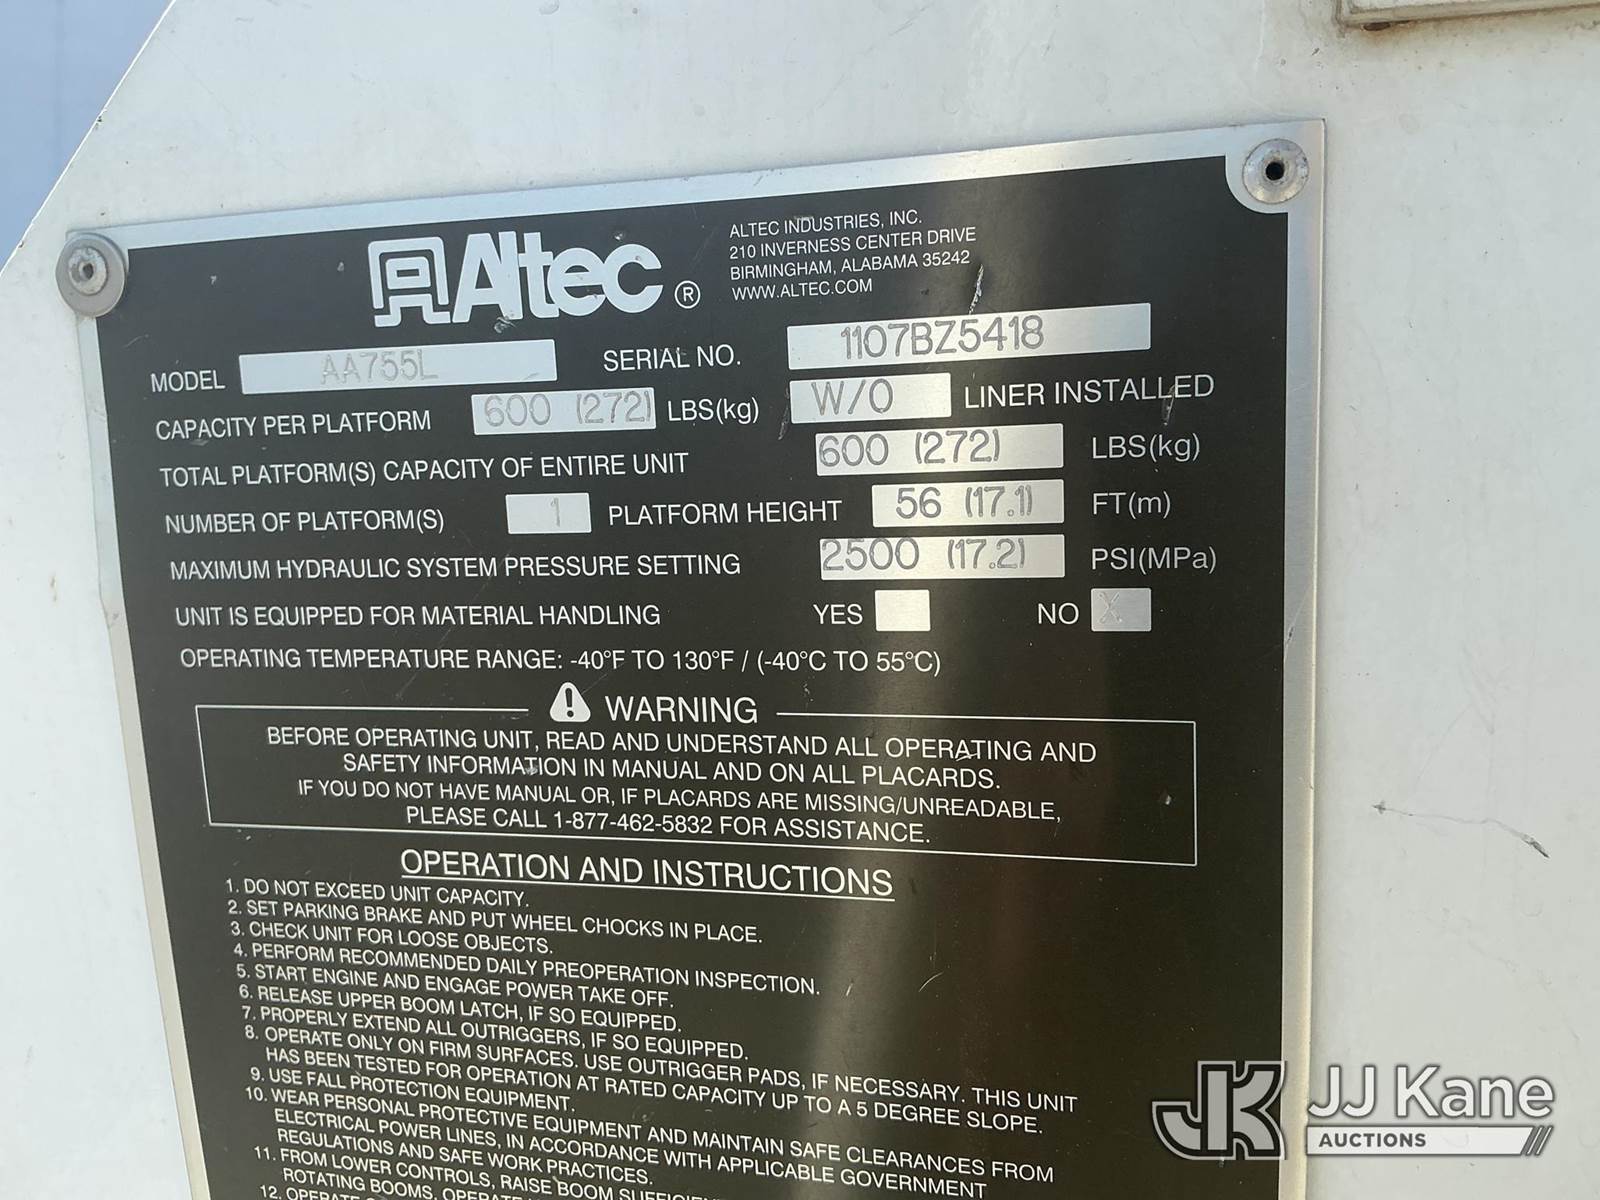 Altec ®
ALTEC INDUSTRIES, INC.
210 INVERNESS CENTER DRIVE
BIRMINGHAM, ALABAMA 35242
WWW.ALTEC.COM
MODEL AA755L SERIAL NO. 1107BZ5418
CAPACITY PER PLATFORM 600 (272) LBS(kg) W/O LINER INSTALLED
TOTAL PLATFORM(S) CAPACITY OF ENTIRE UNIT 600 (272) LBS(kg)
NUMBER OF PLATFORM(S) 1 PLATFORM HEIGHT 56 (17.1) FT(m)
MAXIMUM HYDRAULIC SYSTEM PRESSURE SETTING 2500 (17.2) PSI(MPa)
UNIT IS EQUIPPED FOR MATERIAL HANDLING YES NO X
OPERATING TEMPERATURE RANGE: -40°F TO 130°F / (-40°C TO 55°C)
WARNING
BEFORE OPERATING UNIT, READ AND UNDERSTAND ALL OPERATING AND
SAFETY INFORMATION IN MANUAL AND ON ALL PLACARDS.
IF YOU DO NOT HAVE MANUAL OR, IF PLACARDS ARE MISSING/UNREADABLE,
PLEASE CALL 1-877-462-5832 FOR ASSISTANCE.
OPERATION AND INSTRUCTIONS
1. DO NOT EXCEED UNIT CAPACITY.
2. SET PARKING BRAKE AND PUT WHEEL CHOCKS IN PLACE.
3. CHECK UNIT FOR LOOSE OBJECTS.
4. PERFORM RECOMMENDED DAILY PREOPERATION INSPECTION.
5. START ENGINE AND ENGAGE POWER TAKE OFF.
6. RELEASE UPPER BOOM LATCH, IF SO EQUIPPED.
7. PROPERLY EXTEND ALL OUTRIGGERS, IF SO EQUIPPED.
8. OPERATE ONLY ON FIRM SURFACES. USE OUTRIGGER PADS, IF NECESSARY. THIS UNIT
HAS BEEN TESTED FOR OPERATION AT RATED CAPACITY UP TO A 5 DEGREE SLOPE.
9. USE FALL PROTECTION EQUIPMENT.
10. WEAR PERSONAL PROTECTIVE EQUIPMENT AND MAINTAIN SAFE CLEARANCES FROM
ELECTRICAL POWER LINES, IN ACCORDANCE WITH APPLICABLE GOVERNMENT
REGULATIONS AND SAFE WORK PRACTICES.
11. FROM LOWER CONTROLS, RAISE BOOM
ROTATING BOOMS,
12. OPERATE
JK JJ Kane
AUCTIONS